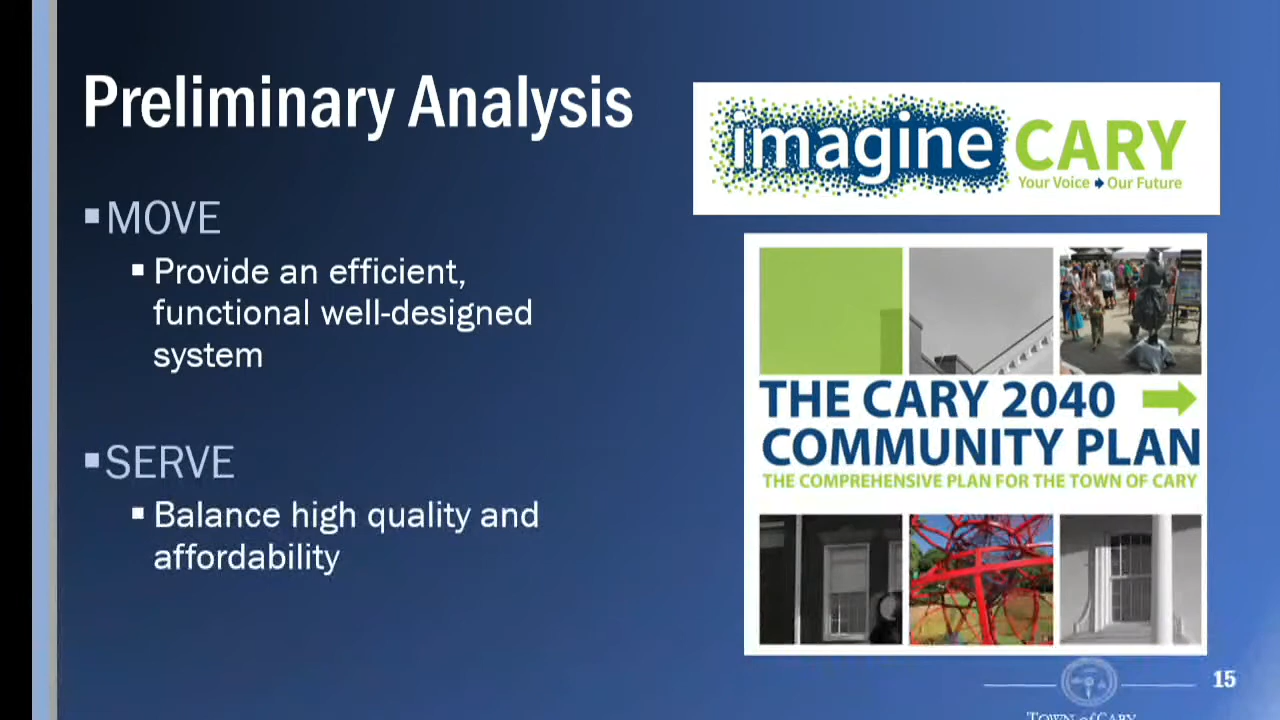 Preliminary Analysis
▪MOVE
▪ Provide an efficient,
functional well-designed
system
▪SERVE
▪ Balance high quality and
affordability
imagine CARY
Your Voice ➧ Our Future
THE CARY 2040
COMMUNITY PLAN
THE COMPREHENSIVE PLAN FOR THE TOWN OF CARY
15
TOWN of CARY